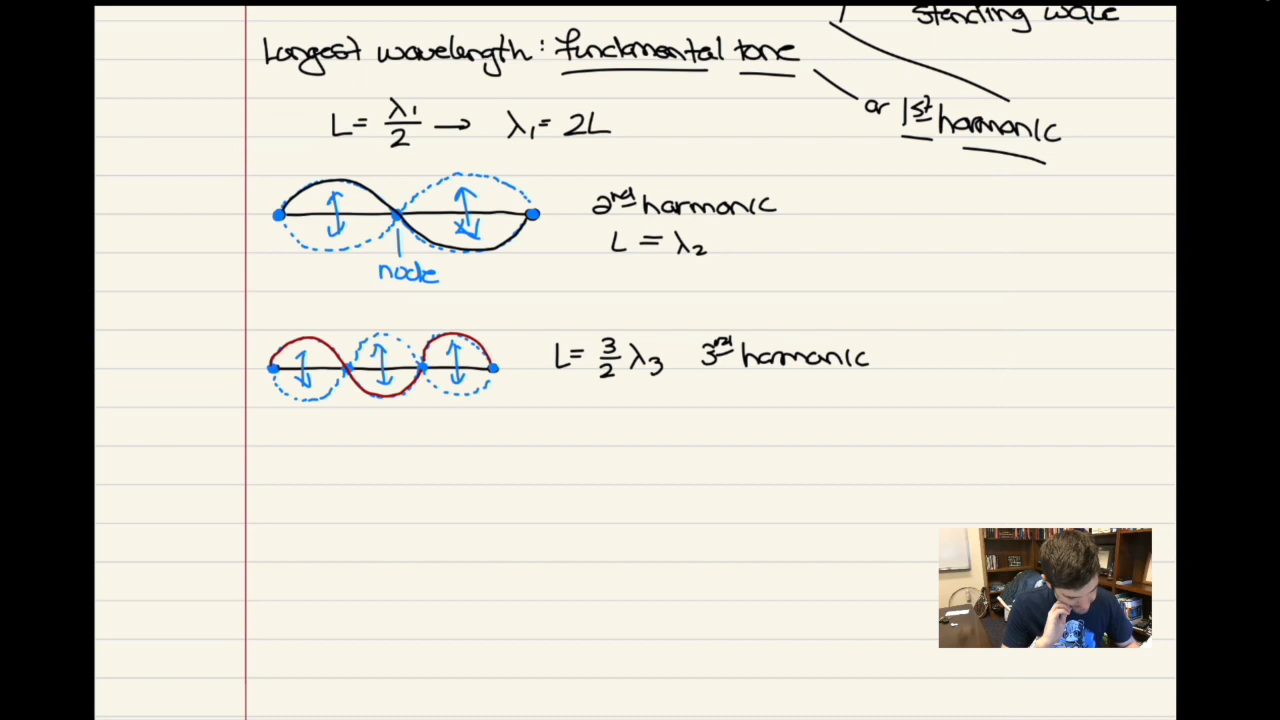 Standing wave
Longest wavelength: fundamental tone
or 1st harmonic
L = λ₁/2 → λ₁ = 2L
2nd harmonic
L = λ₂
node
L = 3/2 λ₃ 3rd harmonic